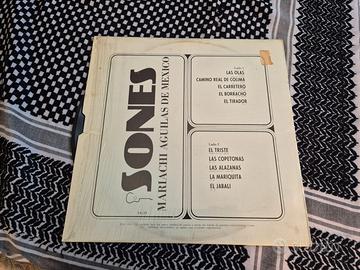 SONES
MARIACHI AGUILAS DE MEXICO
Lado 1
LAS OLAS
CAMINO REAL DE COLIMA
EL CARRETERO
EL BORRACHO
EL TIRADOR
Lado 2
EL TRISTE
LAS COPETONAS
LAS ALAZANAS
LA MARIQUITA
EL JABALI